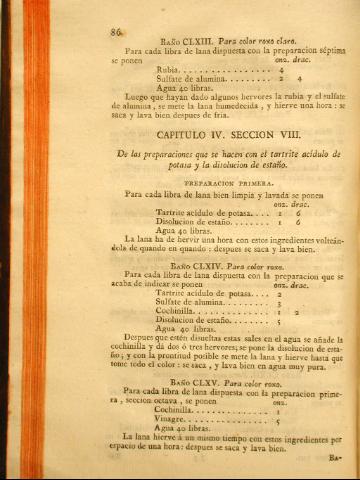 86
BAÑO CLXIII. Para color roxo claro.
Para cada libra de lana dispuesta con la preparacion séptima
se ponen onz. drac.
Rubia. . . . . . . . . . . . . . . . 4
Sulfate de alumina. . . . . . . . . 2 4
Agua 40 libras.
Luego que hayan dado algunos hervores la rubia y el sulfate
de alumina, se mete la lana humedecida, y hierve una hora: se
saca y lava bien despues de fria.
CAPITULO IV. SECCION VIII.
De las preparaciones que se hacen con el tartrite acídulo de
potasa y la disolucion de estaño.
PREPARACION PRIMERA.
Para cada libra de lana bien limpia y lavada se ponen
onz. drac.
Tartrite acídulo de potasa. . . . 1 6
Disolucion de estaño. . . . . . . 1 6
Agua 40 libras.
La lana ha de hervir una hora con estos ingredientes volteán-
dola de quando en quando: despues se saca y lava bien.
BAÑO CLXIV. Para color roxo.
Para cada libra de lana dispuesta con la preparacion que se
acaba de indicar se ponen onz. drac.
Tartrite acídulo de potasa. . . . 2
Sulfate de alumina. . . . . . . . . 3
Cochinilla. . . . . . . . . . . . . 1 2
Disolucion de estaño. . . . . . . . 5
Agua 40 libras.
Despues que estén disueltas estas sales en el agua se añade la
cochinilla y dá dos ó tres hervores; se pone la disolucion de esta-
ño; y con la prontitud posible se mete la lana y hierve hasta que
tome todo el color: se saca, y lava bien en agua muy pura.
BAÑO CLXV. Para color roxo.
Para cada libra de lana dispuesta con la preparacion prime-
ra, seccion octava, se ponen onz.
Cochinilla. . . . . . . . . . . . . . 1
Vinagre. . . . . . . . . . . . . . . . 5
Agua 40 libras.
La lana hierve á un mismo tiempo con estos ingredientes por
espacio de una hora: despues se saca y lava bien.
BA-